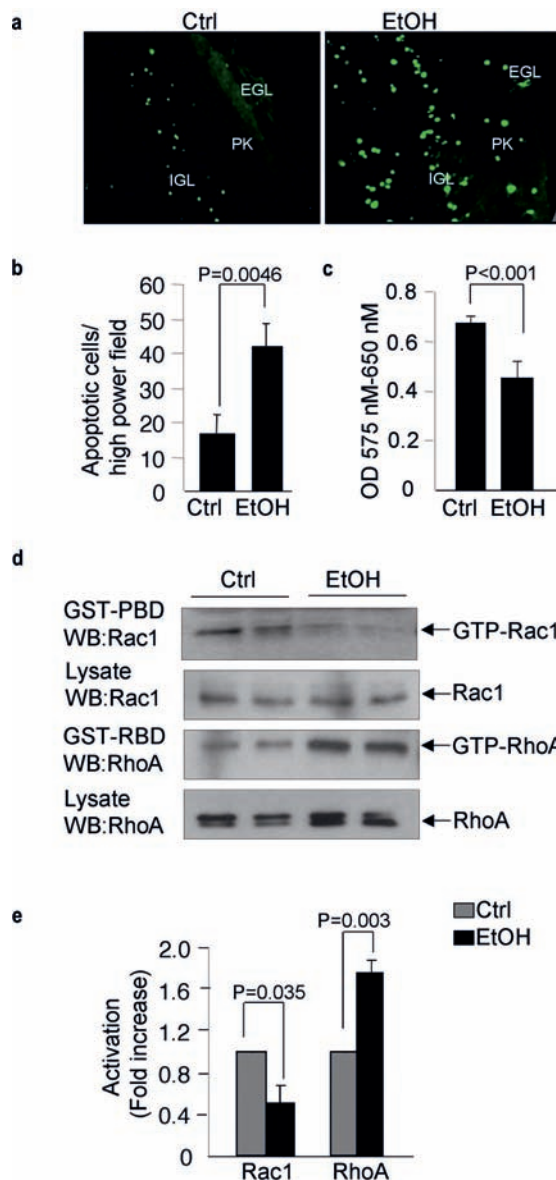 a
Ctrl
EtOH
EGL
PK
IGL
EGL
PK
IGL
b
P=0.0046
Apoptotic cells/
high power field
60
50
40
30
20
10
0
Ctrl EtOH
c
P<0.001
OD 575 nM-650 nM
0.8
0.6
0.4
0.2
0
Ctrl EtOH
d
Ctrl
EtOH
GST-PBD
WB:Rac1
GTP-Rac1
Lysate
WB:Rac1
Rac1
GST-RBD
WB:RhoA
GTP-RhoA
Lysate
WB:RhoA
RhoA
e
Ctrl
EtOH
P=0.003
P=0.035
Activation
(Fold increase)
2.0
1.6
1.2
0.8
0.4
0
Rac1 RhoA